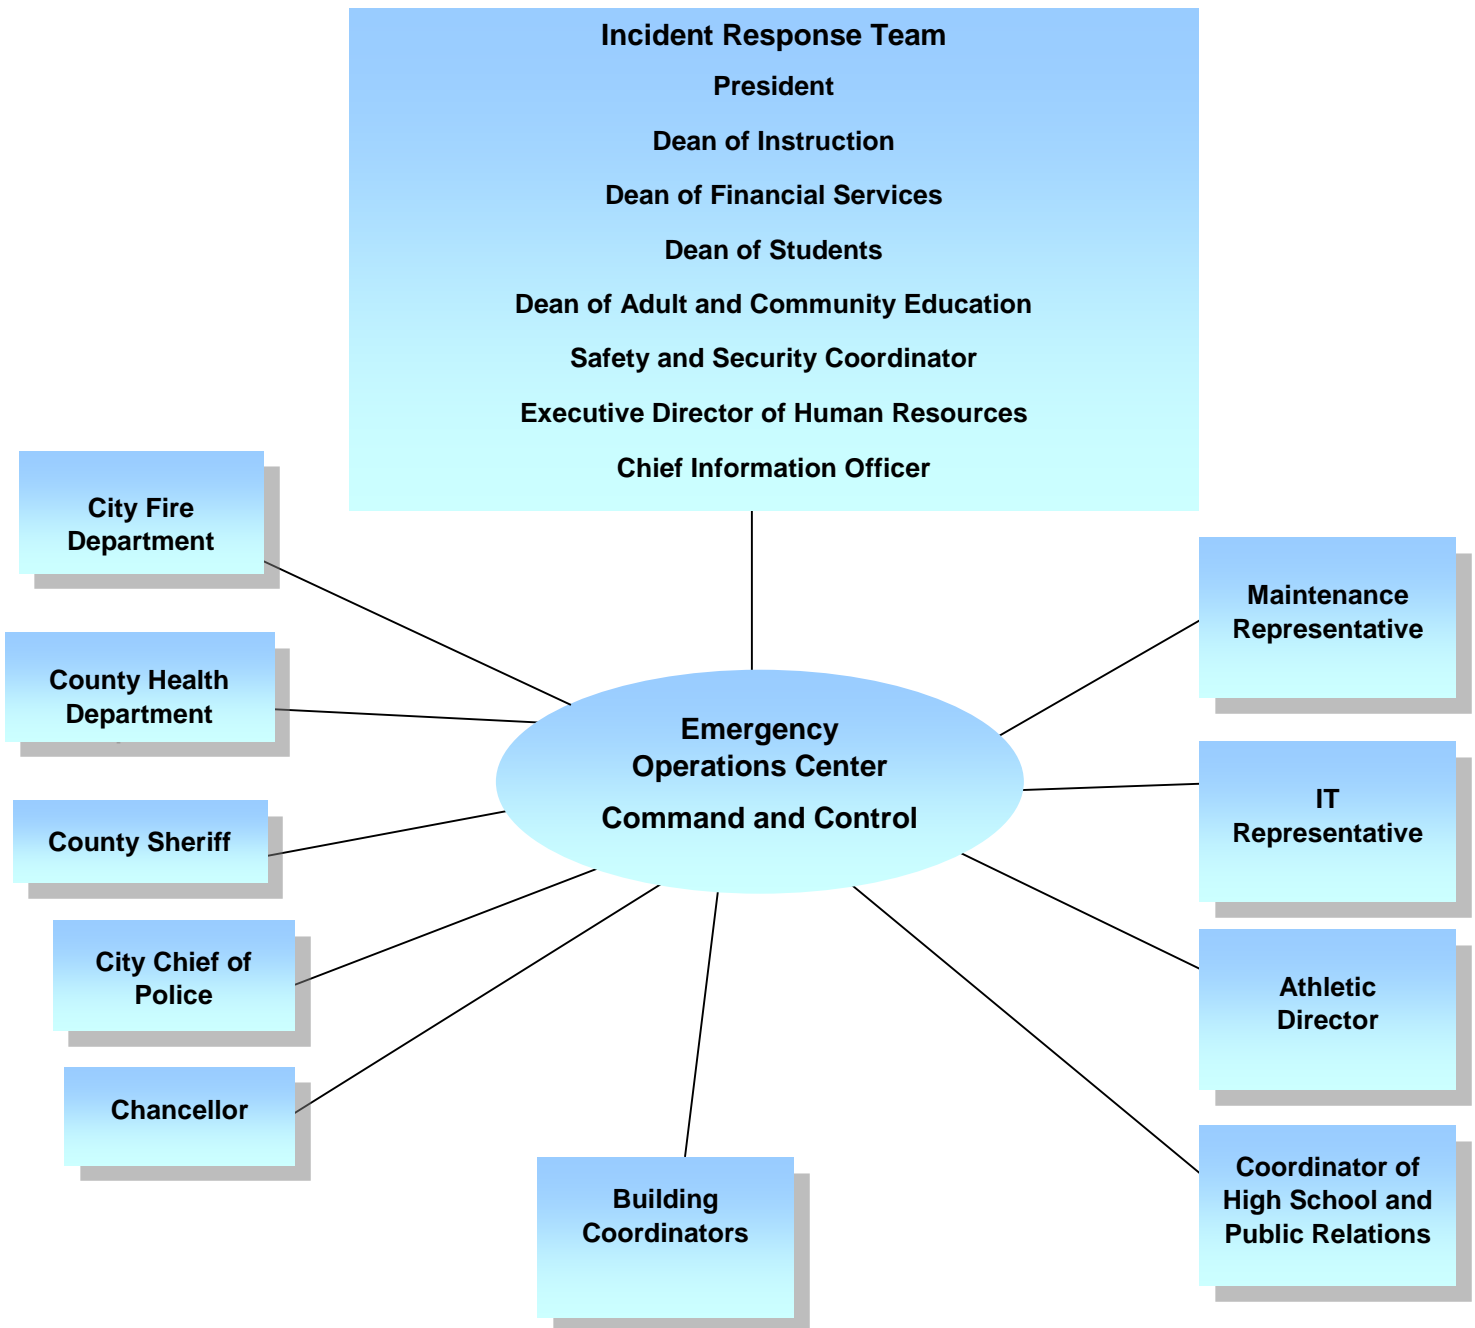 Incident Response Team
President
Dean of Instruction
Dean of Financial Services
Dean of Students
Dean of Adult and Community Education
Safety and Security Coordinator
Executive Director of Human Resources
Chief Information Officer
City Fire
Department
County Health
Department
County Sheriff
City Chief of
Police
Chancellor
Emergency
Operations Center
Command and Control
Building
Coordinators
Maintenance
Representative
IT
Representative
Athletic
Director
Coordinator of
High School and
Public Relations